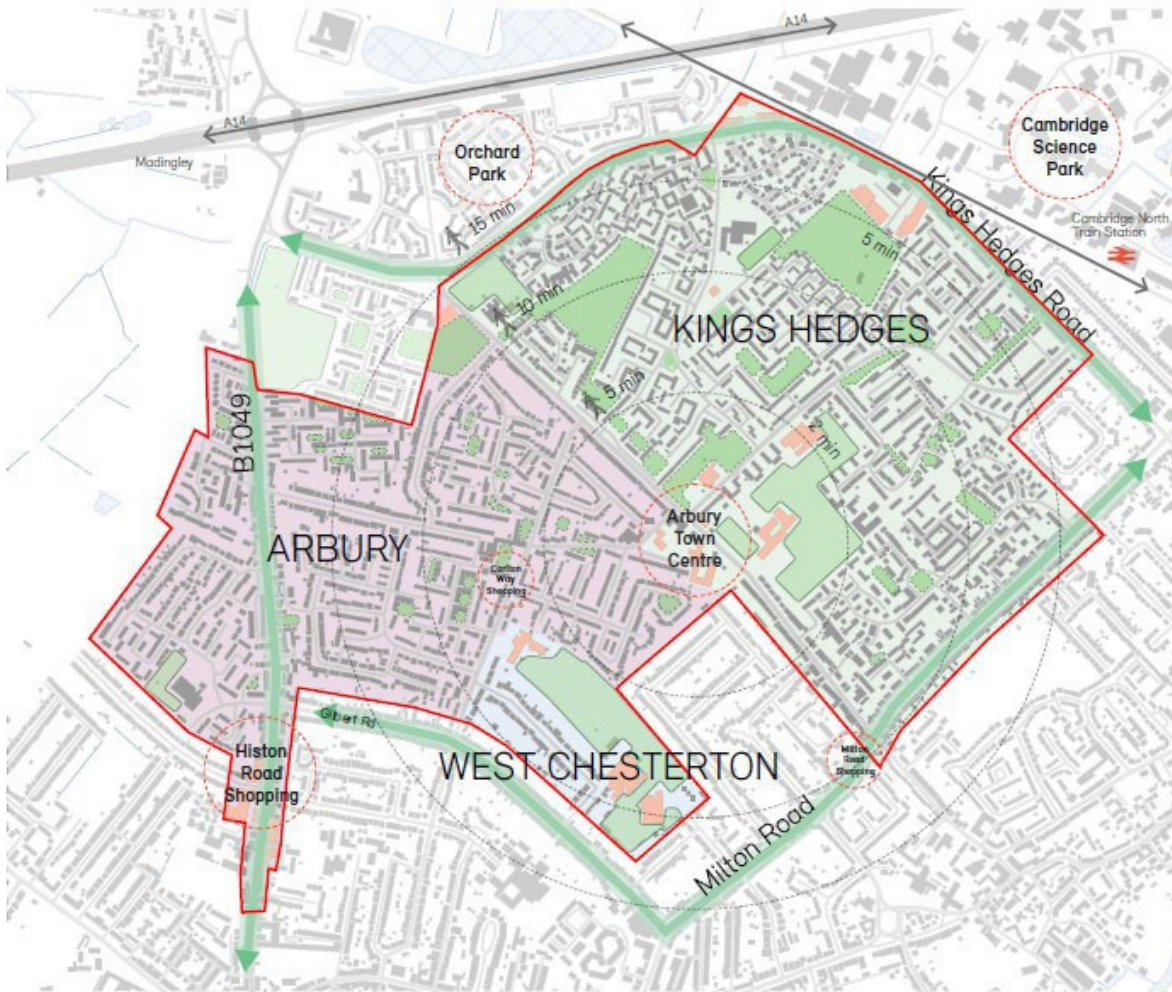 A14
A14
Madingley
Orchard
Park
Cambridge
Science
Park
Cambridge North
Train Station
Kings Hedges Road
15 min
10 min
5 min
5 min
2 min
KINGS HEDGES
B1049
ARBURY
Arbury
Town
Centre
Carlton
Way
Shopping
Gilbert Rd
WEST CHESTERTON
Histon
Road
Shopping
Milton
Road
Shopping
Milton Road